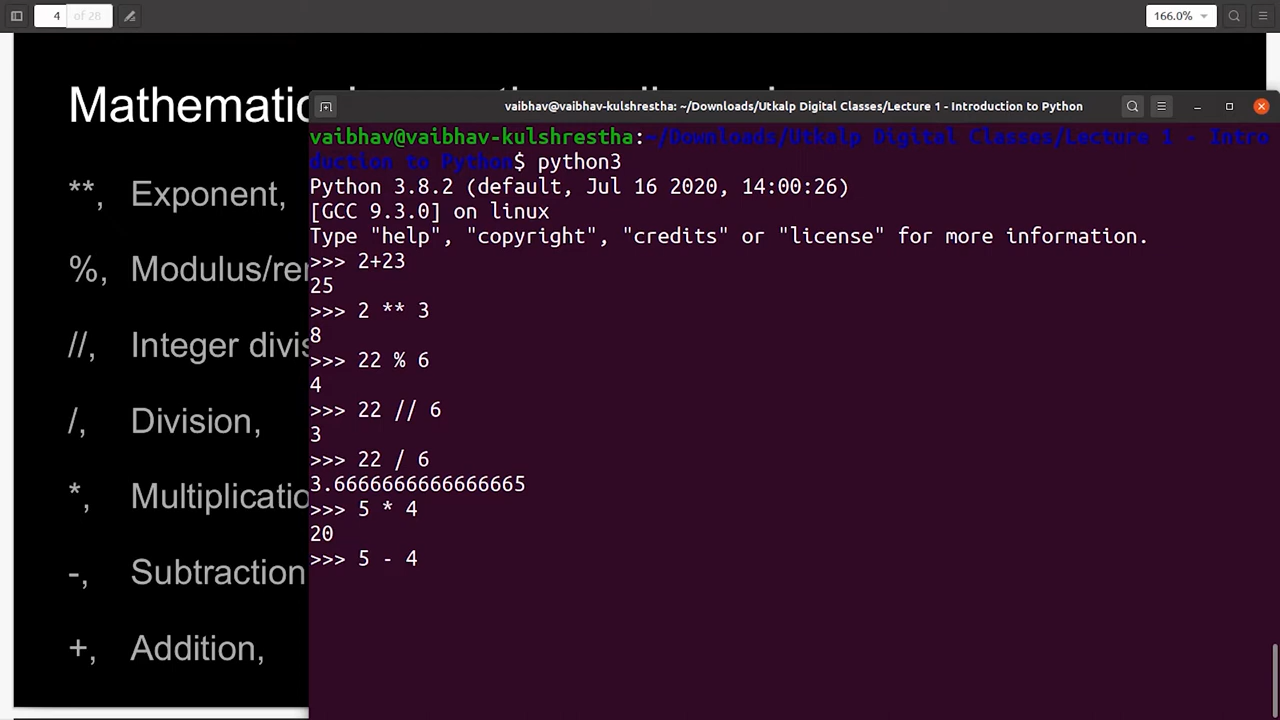 4 of 28
166.0%
Mathematic
vaibhav@vaibhav-kulshrestha: ~/Downloads/Utkalp Digital Classes/Lecture 1 - Introduction to Python
vaibhav@vaibhav-kulshrestha:~/Downloads/Utkalp Digital Classes/Lecture 1 - Intro
duction to Python$ python3
Python 3.8.2 (default, Jul 16 2020, 14:00:26)
[GCC 9.3.0] on linux
Type "help", "copyright", "credits" or "license" for more information.
>>> 2+23
25
>>> 2 ** 3
8
>>> 22 % 6
4
>>> 22 // 6
3
>>> 22 / 6
3.6666666666666665
>>> 5 * 4
20
>>> 5 - 4
**, Exponent,
%, Modulus/rer
//, Integer divis
/, Division,
*, Multiplicatio
-, Subtraction
+, Addition,